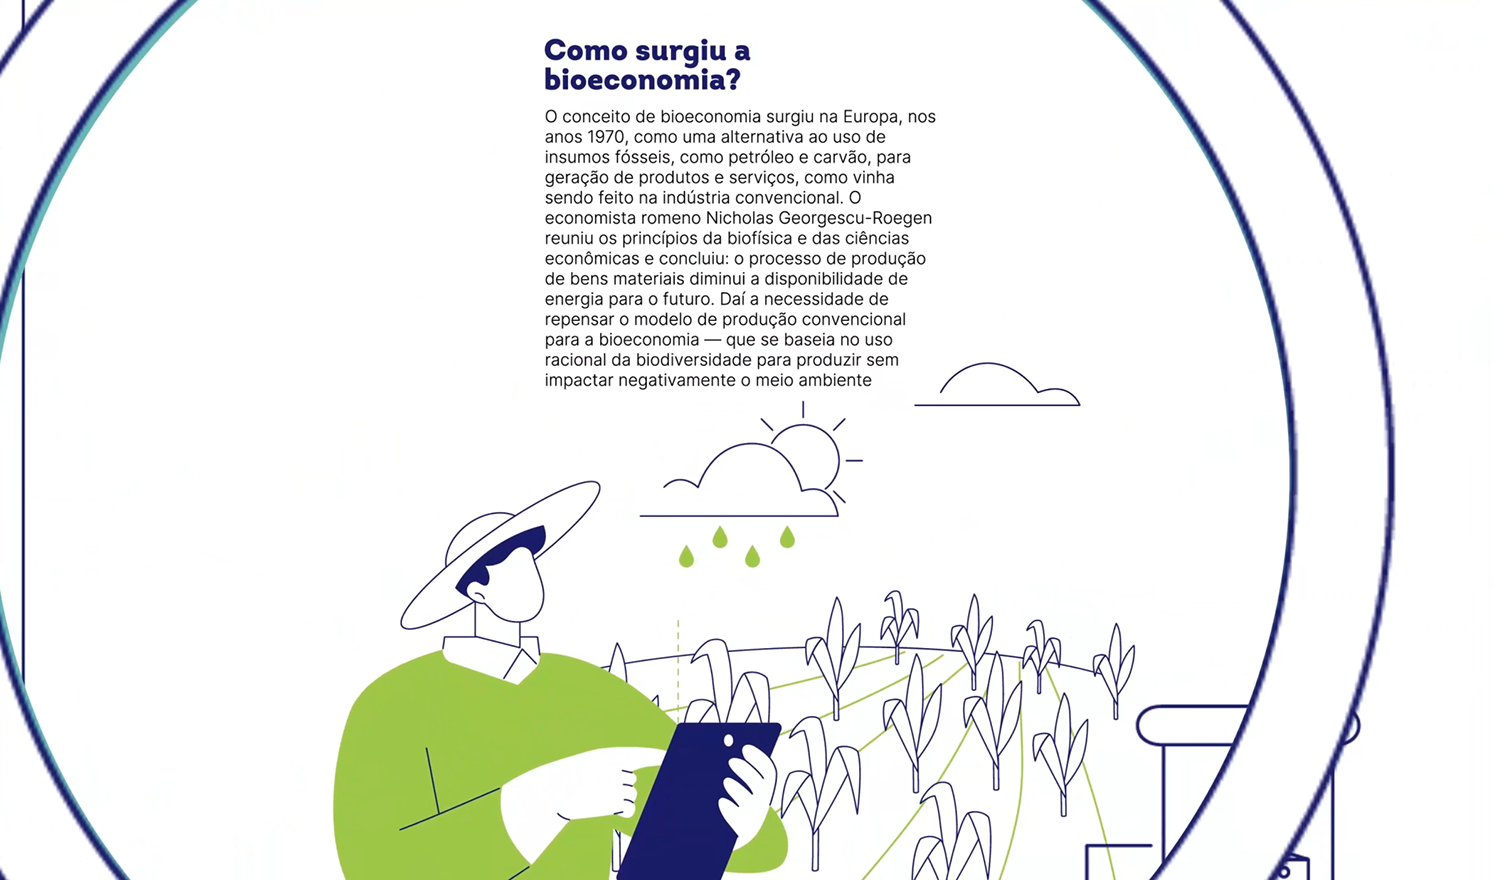 Como surgiu a
bioeconomia?
O conceito de bioeconomia surgiu na Europa, nos
anos 1970, como uma alternativa ao uso de
insumos fósseis, como petróleo e carvão, para
geração de produtos e serviços, como vinha
sendo feito na indústria convencional. O
economista romeno Nicholas Georgescu-Roegen
reuniu os princípios da biofísica e das ciências
econômicas e concluiu: o processo de produção
de bens materiais diminui a disponibilidade de
energia para o futuro. Daí a necessidade de
repensar o modelo de produção convencional
para a bioeconomia — que se baseia no uso
racional da biodiversidade para produzir sem
impactar negativamente o meio ambiente